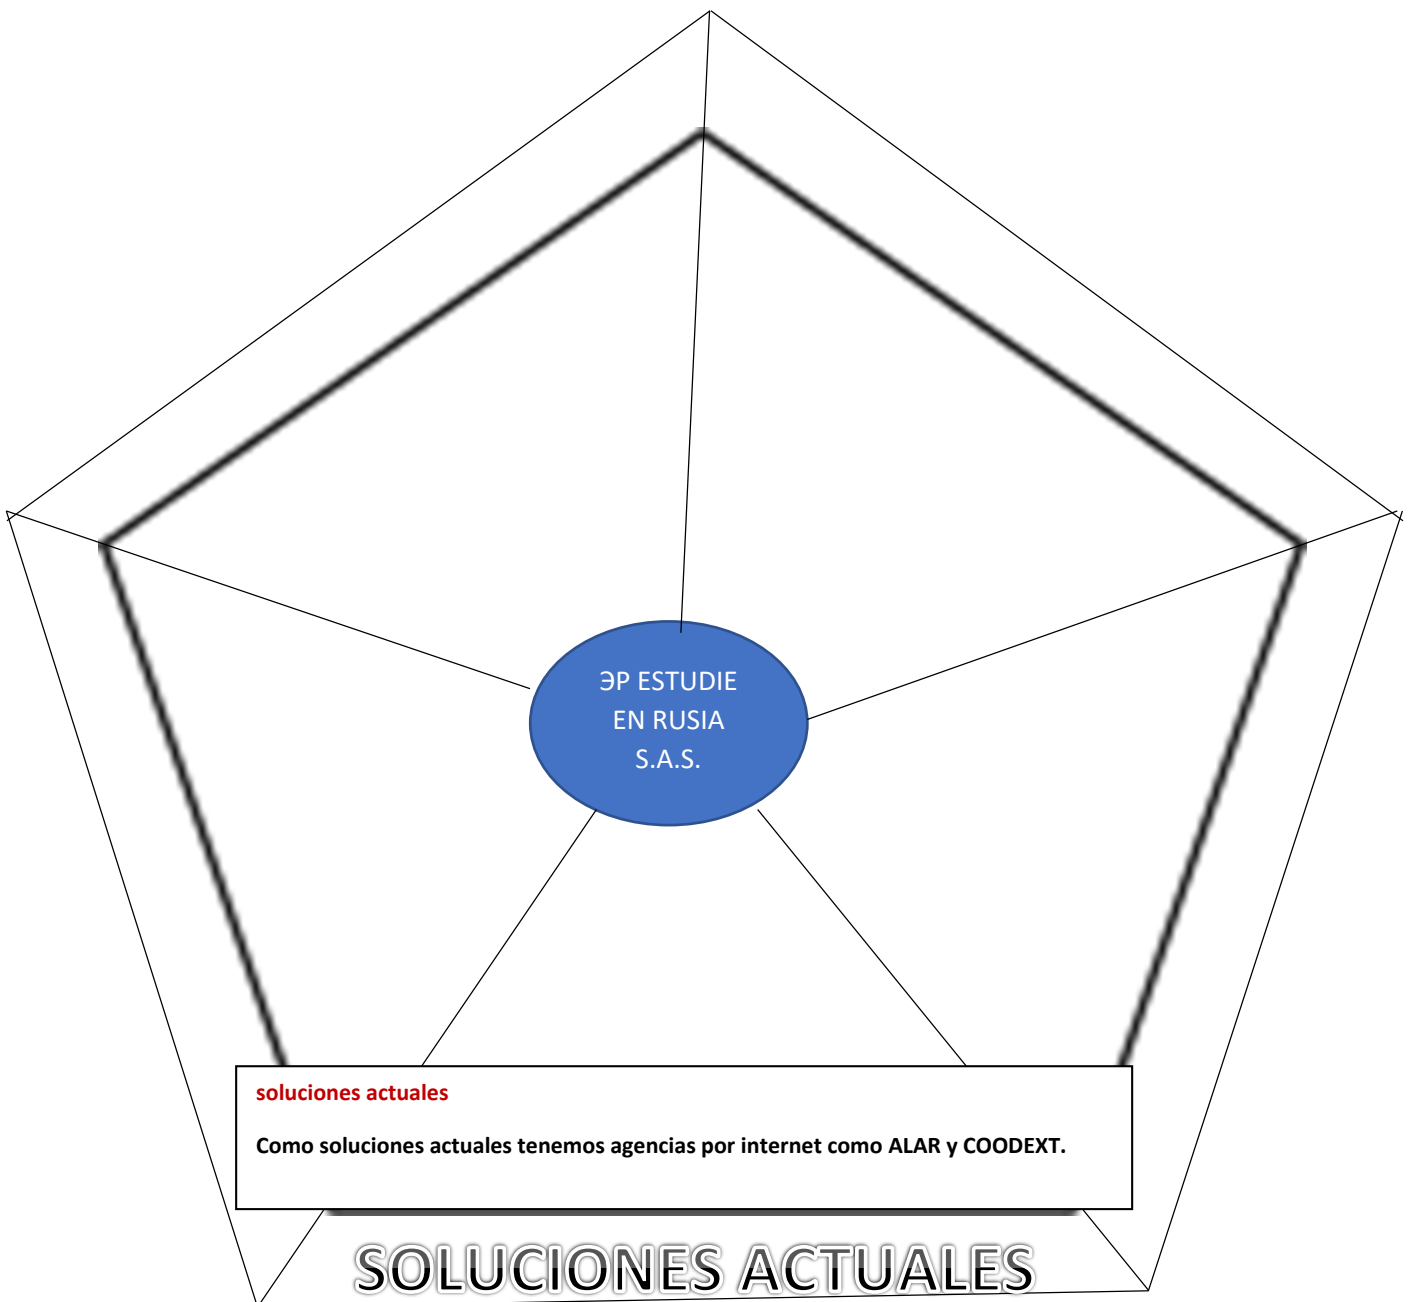 ЭР ESTUDIE
EN RUSIA
S.A.S.
soluciones actuales
Como soluciones actuales tenemos agencias por internet como ALAR y COODEXT.
SOLUCIONES ACTUALES